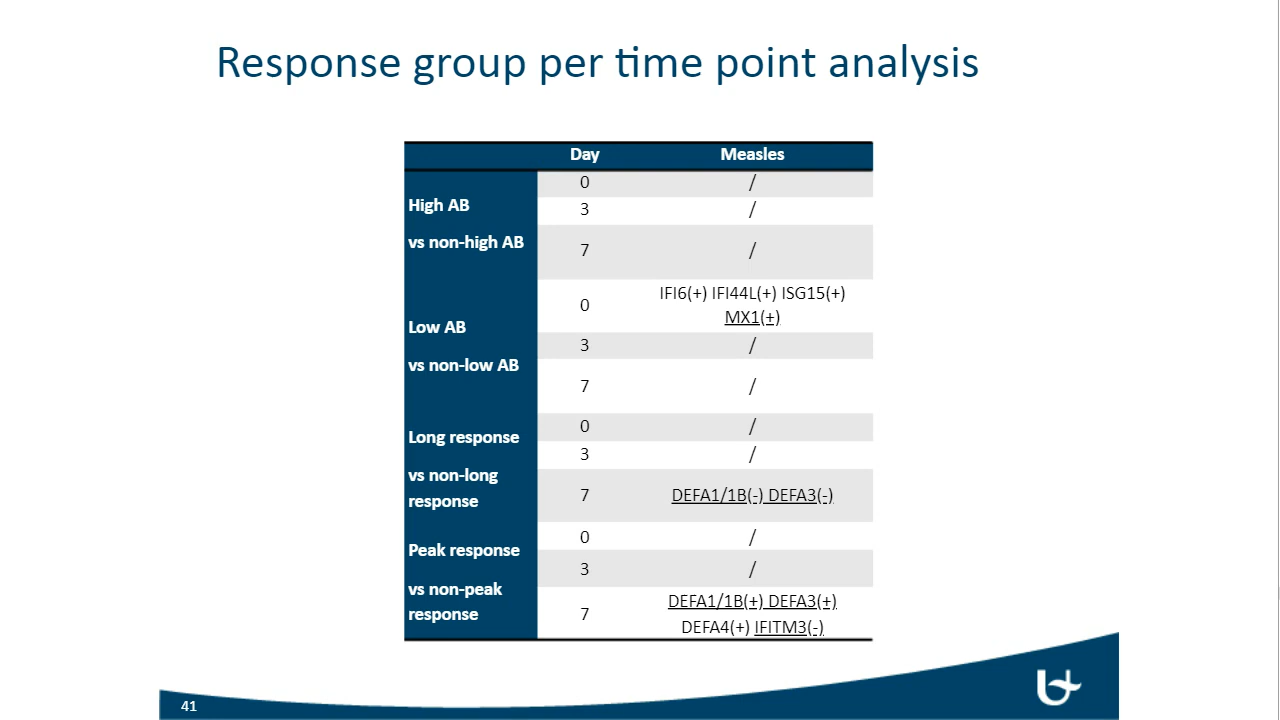 Response group per time point analysis
Day Measles
High AB
vs non-high AB
0 /
3 /
7 /
Low AB
vs non-low AB
0 IFI6(+) IFI44L(+) ISG15(+)
MX1(+)
3 /
7 /
Long response
vs non-long
response
0 /
3 /
7 DEFA1/1B(-) DEFA3(-)
Peak response
vs non-peak
response
0 /
3 /
7 DEFA1/1B(+) DEFA3(+)
DEFA4(+) IFITM3(-)
41